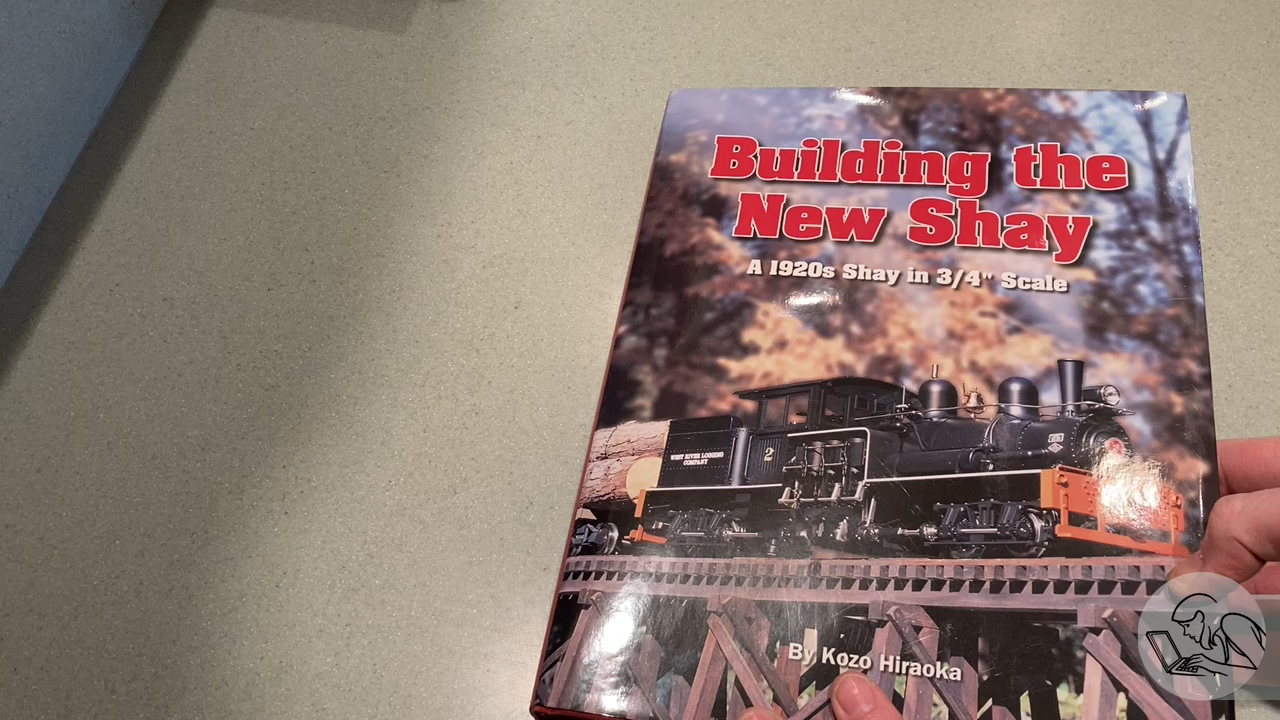 Building the
New Shay
A 1920s Shay in 3/4" Scale
WEST RIVER LOGGING
COMPANY
2
By Kozo Hiraoka